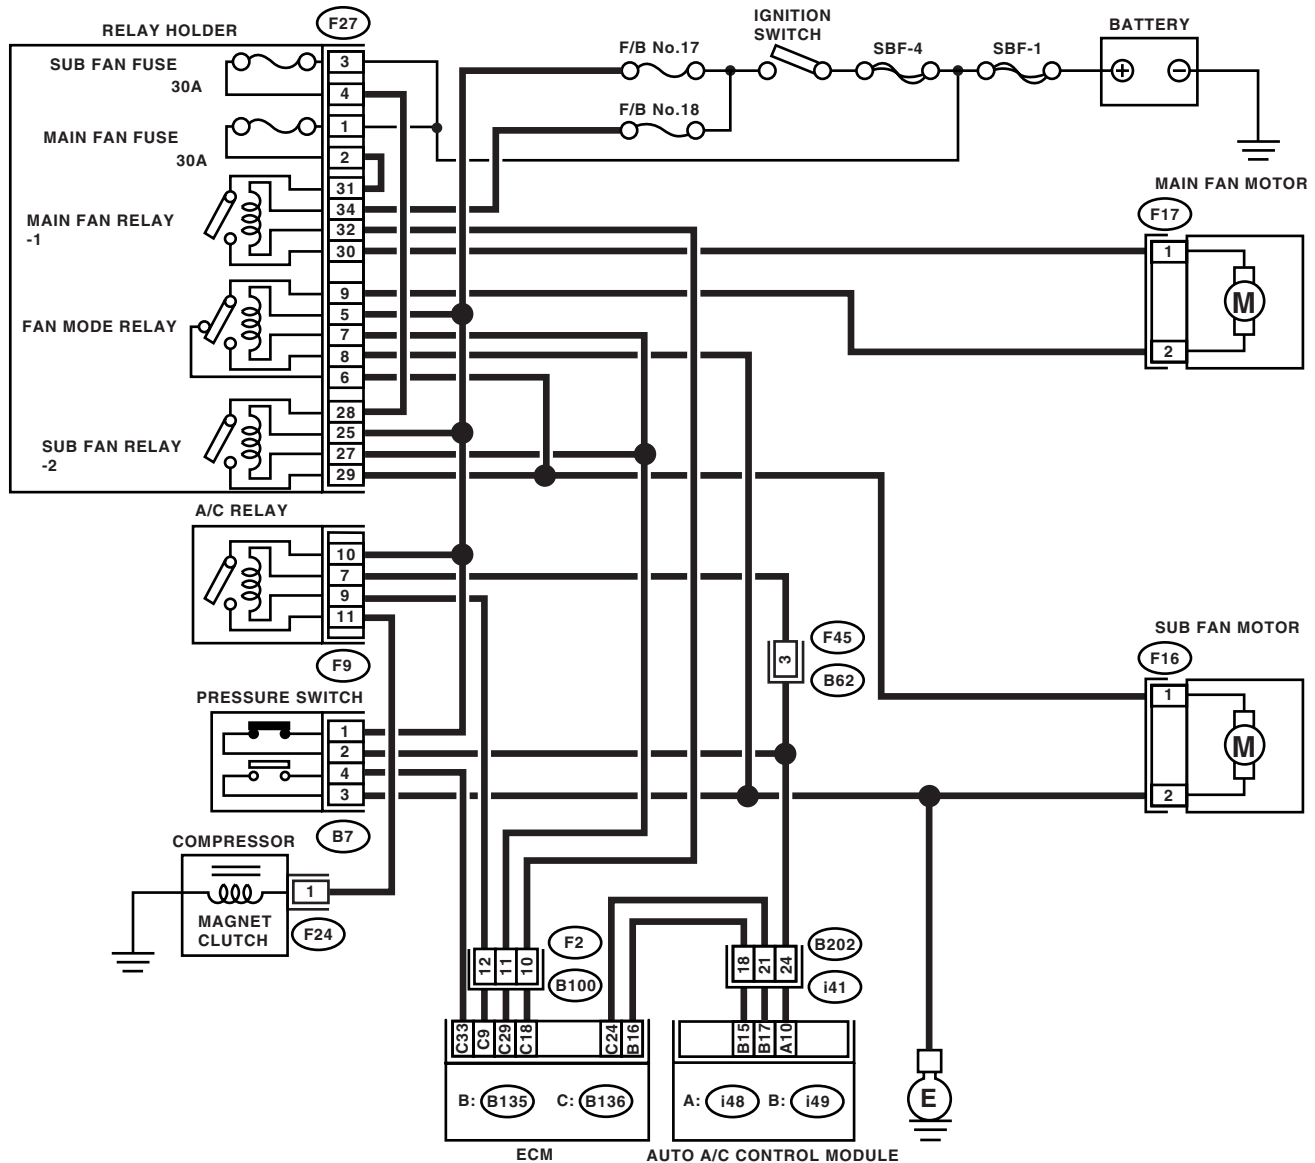 RELAY HOLDER
F27
SUB FAN FUSE
30A
MAIN FAN FUSE
30A
MAIN FAN RELAY
-1
FAN MODE RELAY
SUB FAN RELAY
-2
3
4
1
2
31
34
32
30
9
5
7
8
6
28
25
27
29
F/B No.17
F/B No.18
IGNITION
SWITCH
SBF-4
SBF-1
BATTERY
+
−
MAIN FAN MOTOR
F17
1
2
M
A/C RELAY
10
7
9
11
F9
PRESSURE SWITCH
1
2
4
3
B7
COMPRESSOR
MAGNET
CLUTCH
1
F24
3
F45
B62
SUB FAN MOTOR
F16
1
2
M
12
11
10
F2
B100
18
21
24
B202
i41
C33
C9
C29
C18
C24
B16
B: B135
C: B136
ECM
B15
B17
A10
A: i48
B: i49
AUTO A/C CONTROL MODULE
E